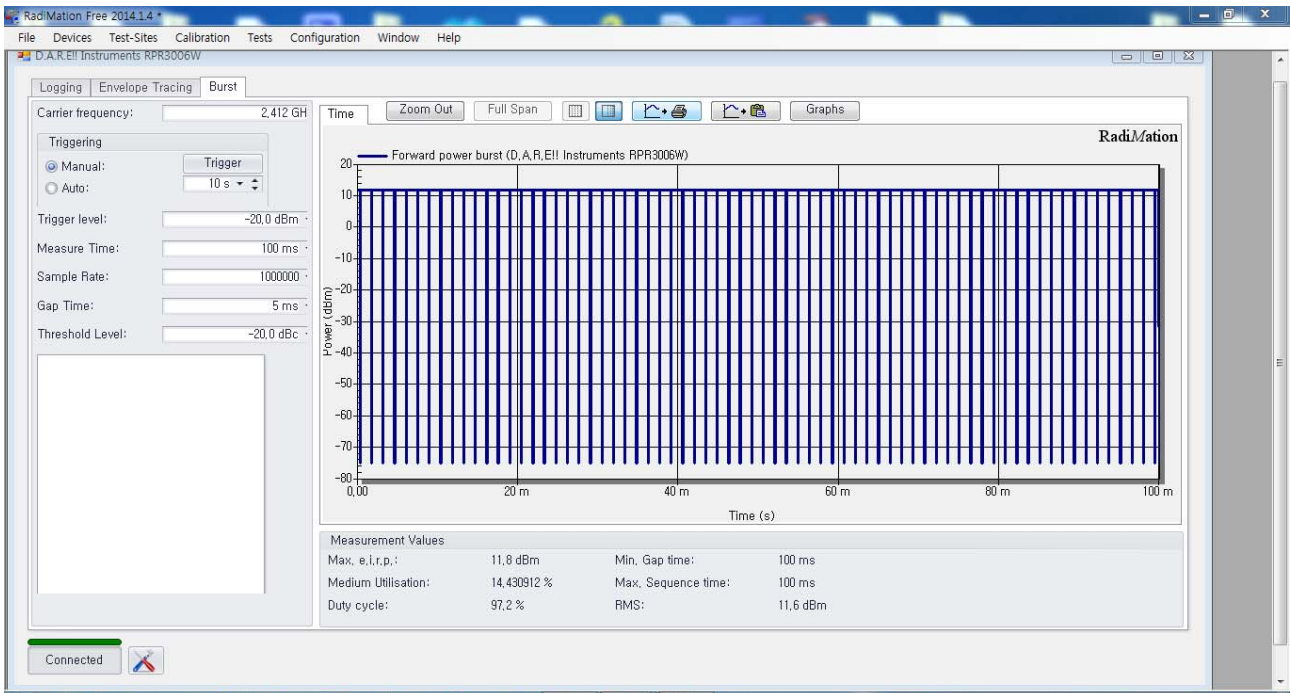 RadiMation Free 2014.1.4 *
File Devices Test-Sites Calibration Tests Configuration Window Help
D.A.R.E!! Instruments RPR3006W
Logging Envelope Tracing Burst
Carrier frequency: 2,412 GH
Triggering
Manual: Trigger
Auto: 10 s
Trigger level: -20,0 dBm
Measure Time: 100 ms
Sample Rate: 1000000
Gap Time: 5 ms
Threshold Level: -20,0 dBc
Time Zoom Out Full Span Graphs
RadiMation
Forward power burst (D,A,R,E!! Instruments RPR3006W)
Power (dBm)
20
10
0
-10
-20
-30
-40
-50
-60
-70
-80
0,00 20 m 40 m 60 m 80 m 100 m
Time (s)
Measurement Values
Max, e,i,r,p,: 11,8 dBm Min, Gap time: 100 ms
Medium Utilisation: 14,430912 % Max, Sequence time: 100 ms
Duty cycle: 97,2 % RMS: 11,6 dBm
Connected